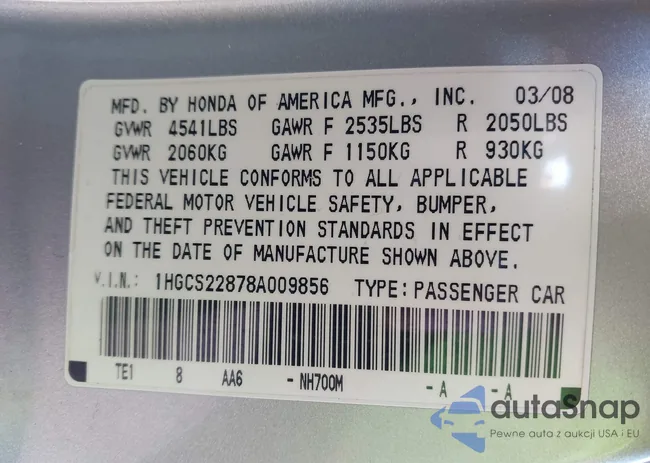 MFD. BY HONDA OF AMERICA MFG., INC. 03/08
GVWR 4541LBS GAWR F 2535LBS R 2050LBS
GVWR 2060KG GAWR F 1150KG R 930KG
THIS VEHICLE CONFORMS TO ALL APPLICABLE
FEDERAL MOTOR VEHICLE SAFETY, BUMPER,
AND THEFT PREVENTION STANDARDS IN EFFECT
ON THE DATE OF MANUFACTURE SHOWN ABOVE.
V.I.N.: 1HGCS22878A009856 TYPE: PASSENGER CAR
TE1 8 AA6 - NH700M - A - A
autaSnap
Pewne auta z aukcji USA i EU